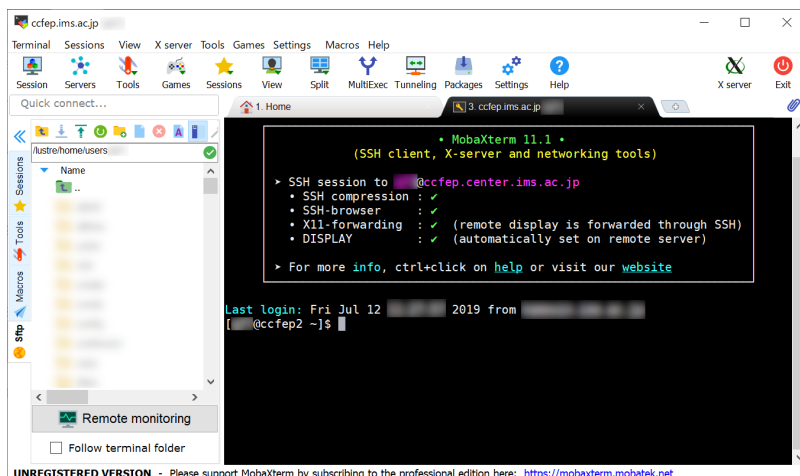 ccfep.ims.ac.jp
Terminal Sessions View X server Tools Games Settings Macros Help
Session Servers Tools Games Sessions View Split MultiExec Tunneling Packages Settings Help X server Exit
Quick connect...
1. Home
3. ccfep.ims.ac.jp
/lustre/home/users
Name
..
Sessions
Tools
Macros
Sftp
Remote monitoring
Follow terminal folder
• MobaXterm 11.1 •
(SSH client, X-server and networking tools)
➤ SSH session to @ccfep.center.ims.ac.jp
• SSH compression : ✔
• SSH-browser : ✔
• X11-forwarding : ✔ (remote display is forwarded through SSH)
• DISPLAY : ✔ (automatically set on remote server)
➤ For more info, ctrl+click on help or visit our website
Last login: Fri Jul 12 2019 from
[ @ccfep2 ~]$
UNREGISTERED VERSION - Please support MobaXterm by subscribing to the professional edition here: https://mobaxterm.mobatek.net